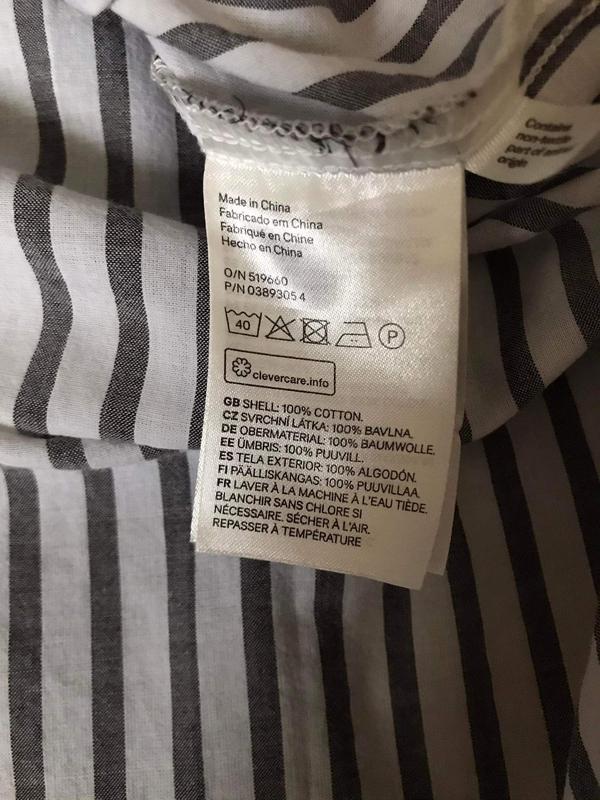 Contains
non-textile
part of animal
origin
Made in China
Fabricado em China
Fabriqué en Chine
Hecho en China
O/N 519660
P/N 0389305 4
40
P
clevercare.info
GB SHELL: 100% COTTON.
CZ SVRCHNÍ LÁTKA: 100% BAVLNA.
DE OBERMATERIAL: 100% BAUMWOLLE.
EE ÜMBRIS: 100% PUUVILL.
ES TELA EXTERIOR: 100% ALGODÓN.
FI PÄÄLLISKANGAS: 100% PUUVILLAA.
FR LAVER À LA MACHINE À L'EAU TIÈDE.
BLANCHIR SANS CHLORE SI
NÉCESSAIRE. SÉCHER À L'AIR.
REPASSER À TEMPÉRATURE